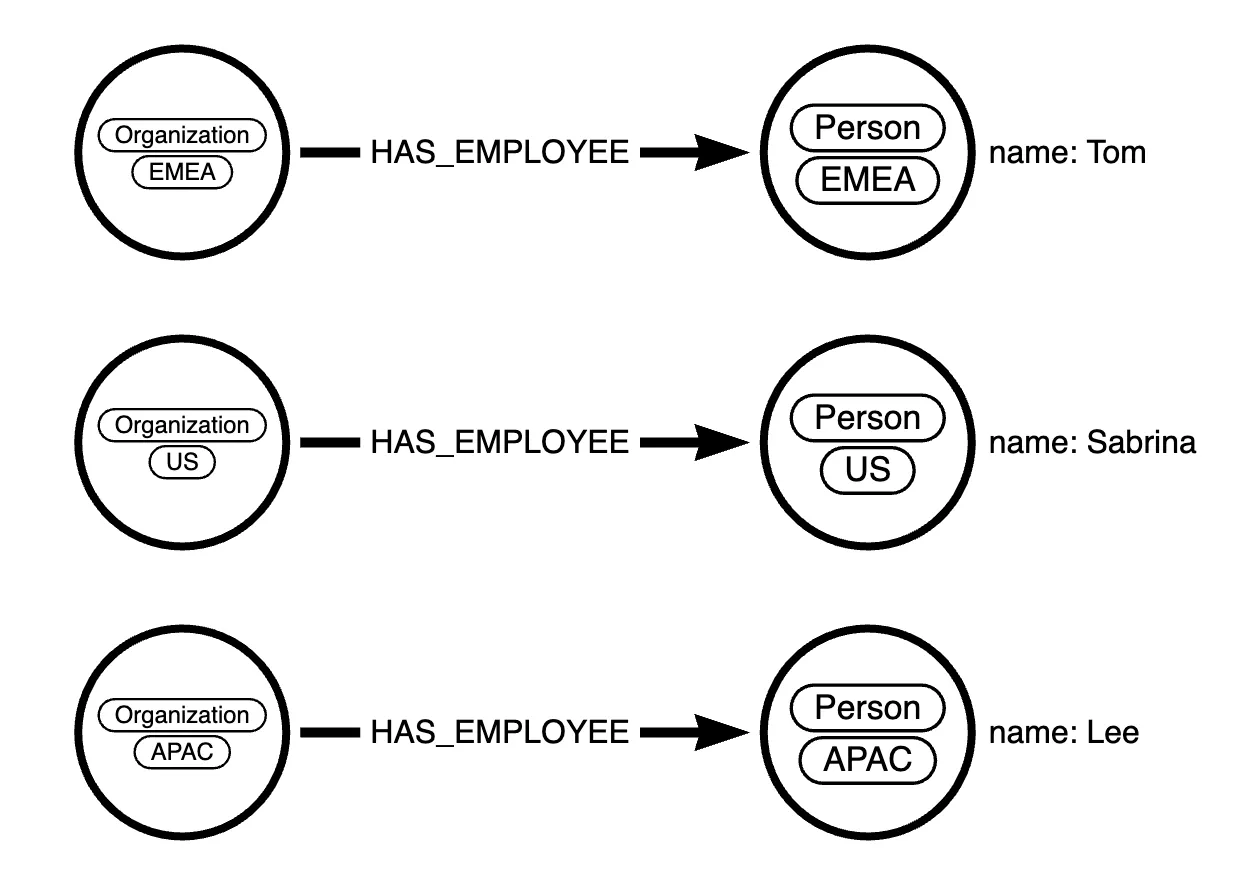 Organization
EMEA
HAS_EMPLOYEE
Person
EMEA
name: Tom
Organization
US
HAS_EMPLOYEE
Person
US
name: Sabrina
Organization
APAC
HAS_EMPLOYEE
Person
APAC
name: Lee